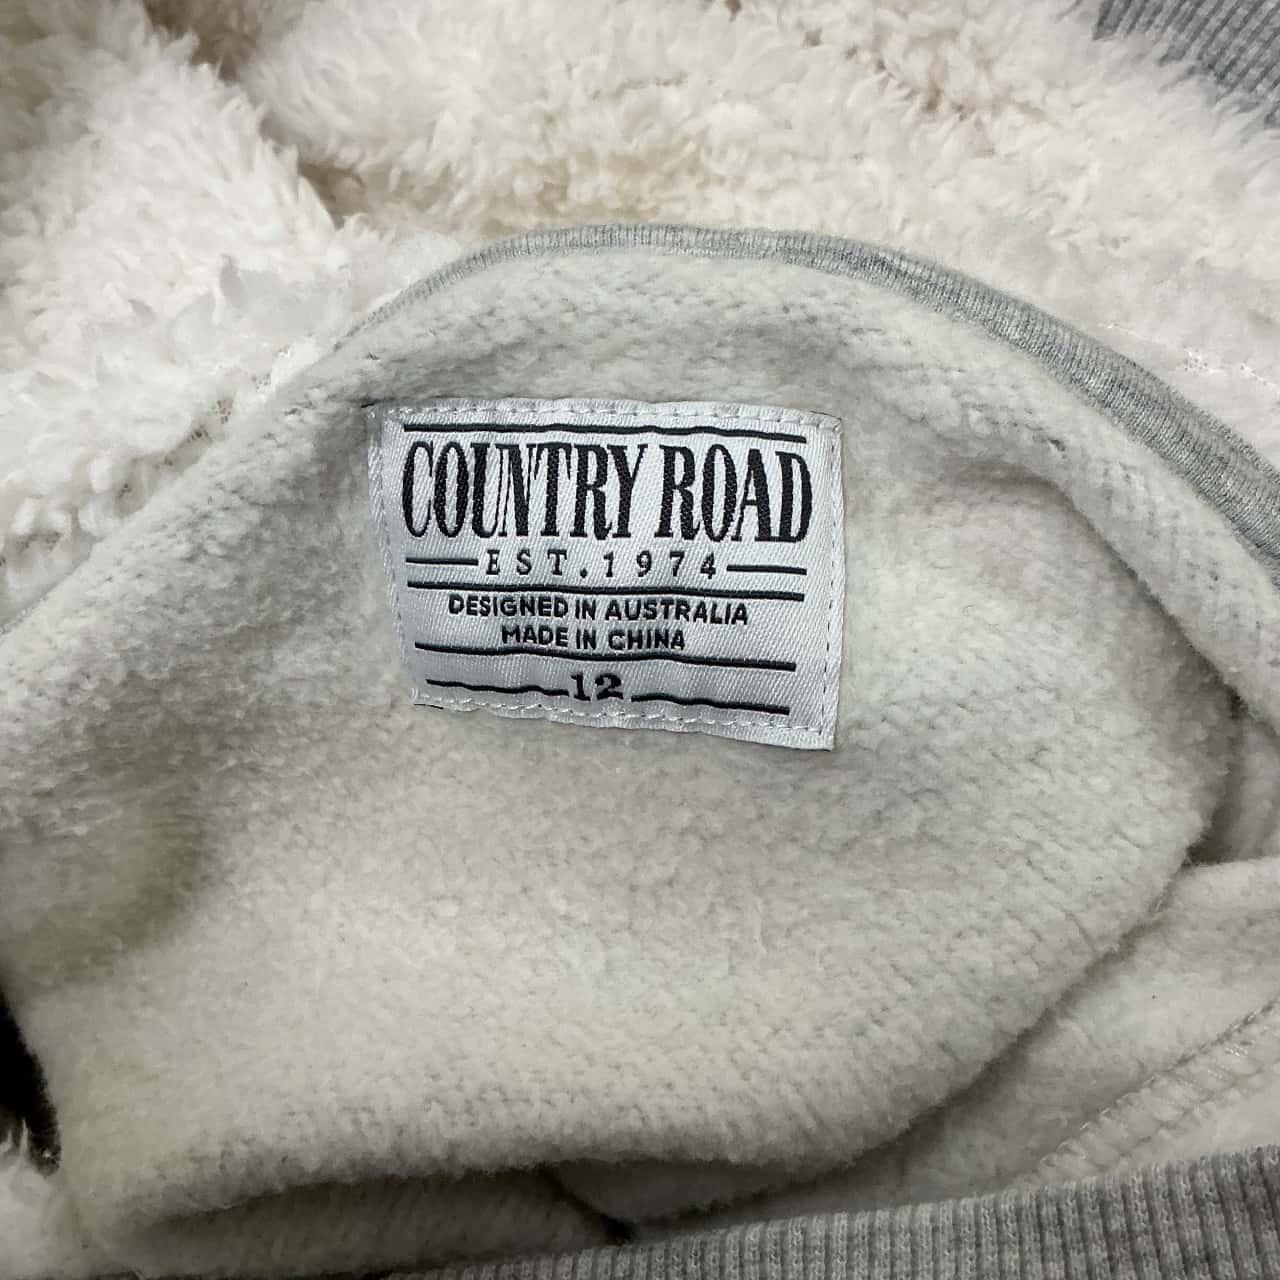 COUNTRY ROAD
EST.1974
DESIGNED IN AUSTRALIA
MADE IN CHINA
12